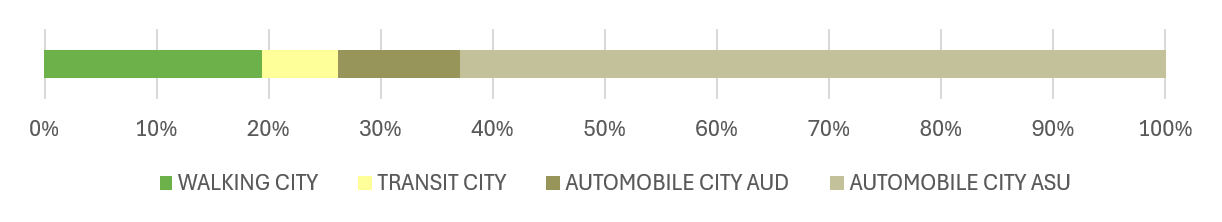 0% 10% 20% 30% 40% 50% 60% 70% 80% 90% 100%
WALKING CITY TRANSIT CITY AUTOMOBILE CITY AUD AUTOMOBILE CITY ASU